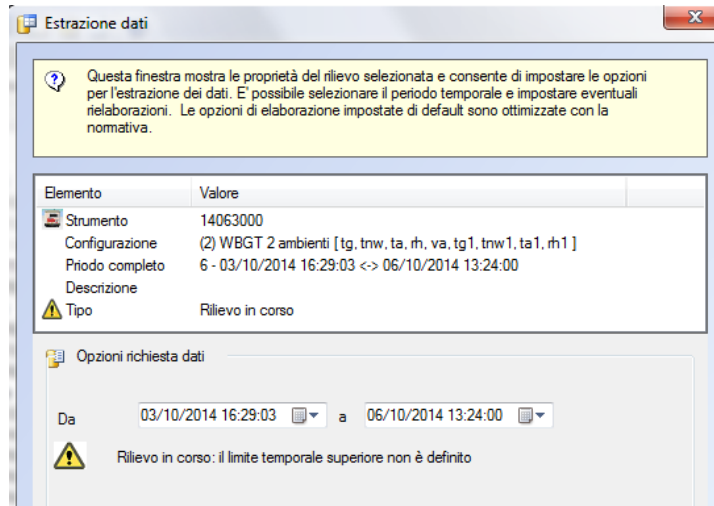 Estrazione dati
Questa finestra mostra le proprietà del rilievo selezionata e consente di impostare le opzioni
per l'estrazione dei dati. E' possibile selezionare il periodo temporale e impostare eventuali
rielaborazioni. Le opzioni di elaborazione impostate di default sono ottimizzate con la
normativa.
Elemento Valore
Strumento 14063000
Configurazione (2) WBGT 2 ambienti [ tg, tnw, ta, rh, va, tg1, tnw1, ta1, rh1 ]
Priodo completo 6 - 03/10/2014 16:29:03 <-> 06/10/2014 13:24:00
Descrizione
Tipo Rilievo in corso
Opzioni richiesta dati
Da 03/10/2014 16:29:03 a 06/10/2014 13:24:00
Rilievo in corso: il limite temporale superiore non è definito